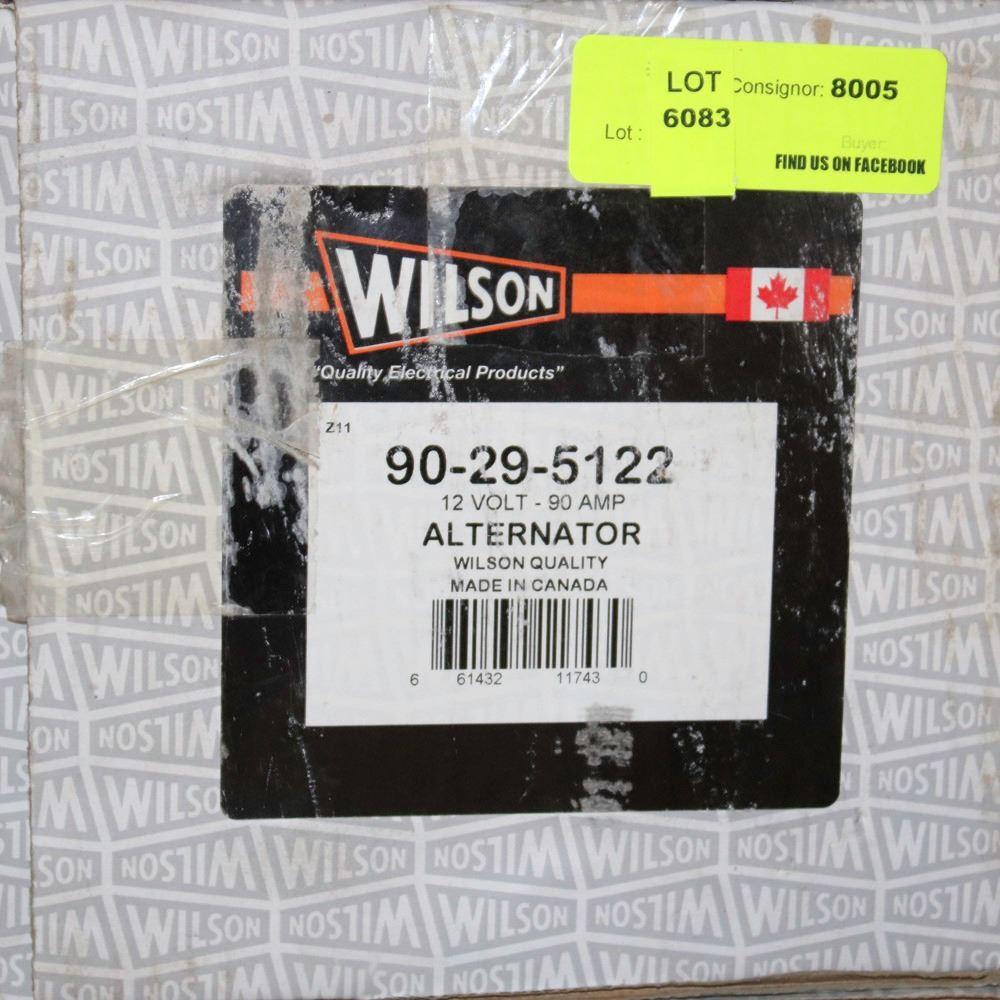 LOT
6083
Consignor: 8005
Lot :
Buyer:
FIND US ON FACEBOOK
WILSON
"Quality Electrical Products"
Z11
90-29-5122
12 VOLT - 90 AMP
ALTERNATOR
WILSON QUALITY
MADE IN CANADA
6 61432 11743 0